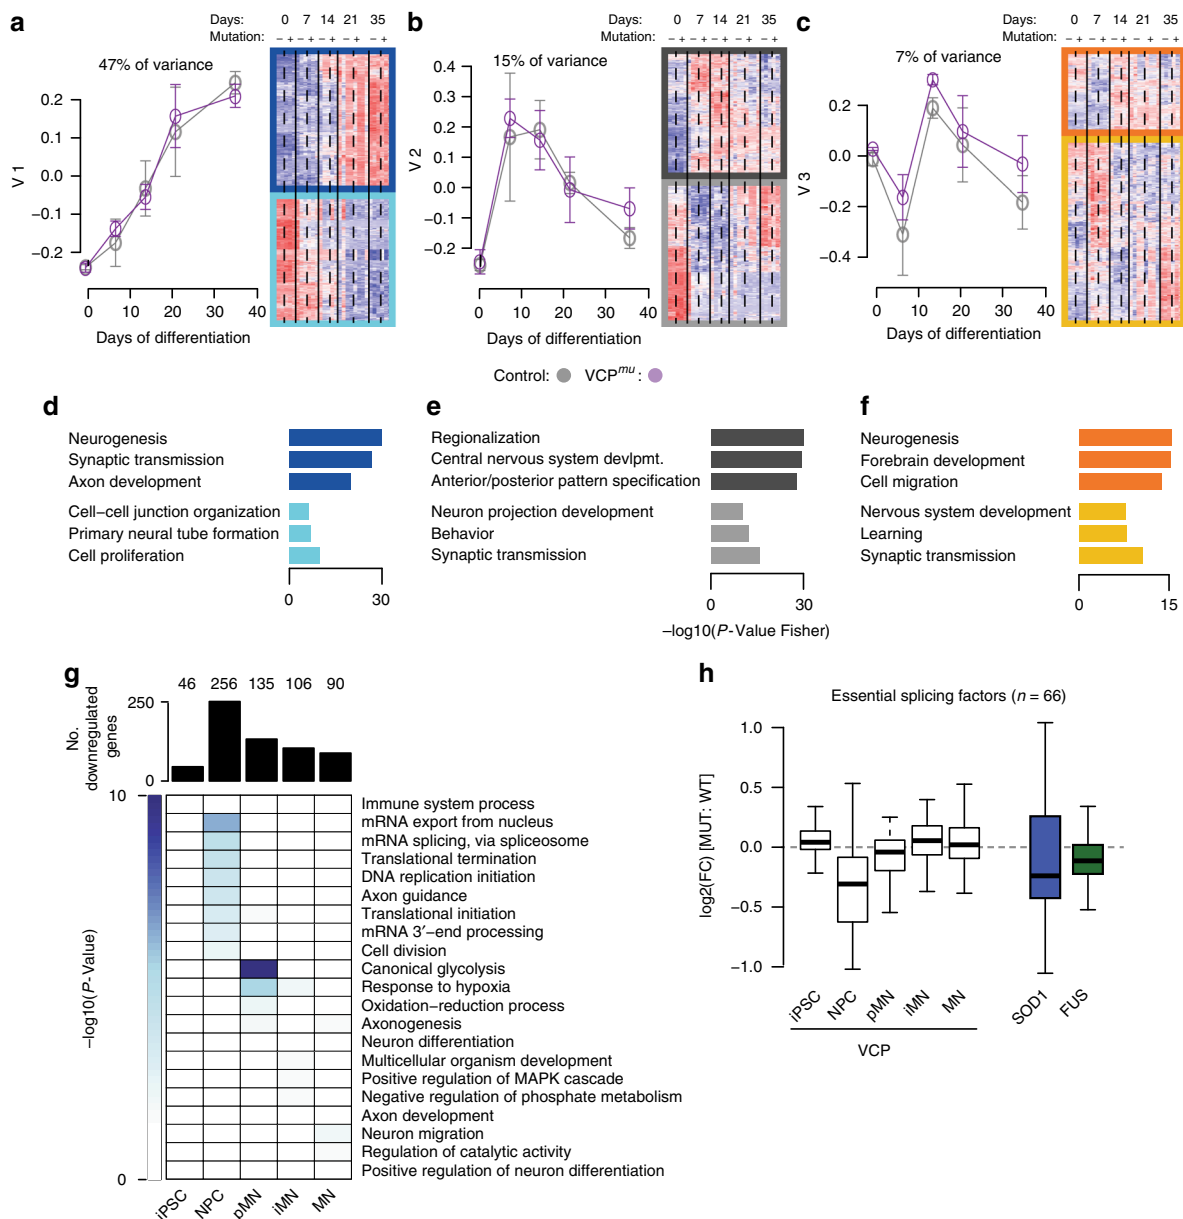 a
Days: 0 7 14 21 35
Mutation: − + − + − + − + − +
47% of variance
V 1
0.2
0.1
0.0
−0.1
−0.2
0 10 20 30 40
Days of differentiation
b
Days: 0 7 14 21 35
Mutation: − + − + − + − + − +
15% of variance
V 2
0.4
0.3
0.2
0.1
0.0
−0.1
−0.2
0 10 20 30 40
Days of differentiation
c
Days: 0 7 14 21 35
Mutation: − + − + − + − + − +
7% of variance
V 3
0.2
0.0
−0.2
−0.4
0 10 20 30 40
Days of differentiation
Control: VCPmu :
d
Neurogenesis
Synaptic transmission
Axon development
Cell−cell junction organization
Primary neural tube formation
Cell proliferation
0 30
e
Regionalization
Central nervous system devlpmt.
Anterior/posterior pattern specification
Neuron projection development
Behavior
Synaptic transmission
0 30
−log10(P-Value Fisher)
f
Neurogenesis
Forebrain development
Cell migration
Nervous system development
Learning
Synaptic transmission
0 15
g
46 256 135 106 90
No. downregulated genes
250
0
10
−log10(P-Value)
0
Immune system process
mRNA export from nucleus
mRNA splicing, via spliceosome
Translational termination
DNA replication initiation
Axon guidance
Translational initiation
mRNA 3′−end processing
Cell division
Canonical glycolysis
Response to hypoxia
Oxidation−reduction process
Axonogenesis
Neuron differentiation
Multicellular organism development
Positive regulation of MAPK cascade
Negative regulation of phosphate metabolism
Axon development
Neuron migration
Regulation of catalytic activity
Positive regulation of neuron differentiation
iPSC NPC pMN iMN MN
h
Essential splicing factors (n = 66)
log2(FC) [MUT: WT]
1.0
0.5
0.0
−0.5
−1.0
iPSC NPC pMN iMN MN SOD1 FUS
VCP